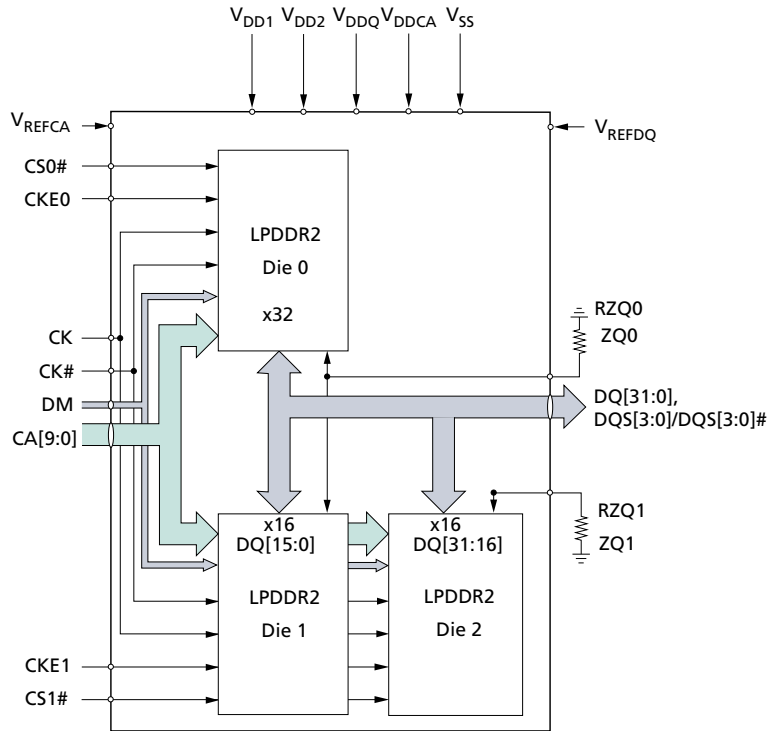 VDD1 VDD2 VDDQ VDDCA VSS
VREFCA
VREFDQ
CS0#
CKE0
LPDDR2
Die 0
x32
RZQ0
ZQ0
CK
CK#
DM
CA[9:0]
DQ[31:0],
DQS[3:0]/DQS[3:0]#
x16
DQ[15:0]
LPDDR2
Die 1
x16
DQ[31:16]
LPDDR2
Die 2
RZQ1
ZQ1
CKE1
CS1#